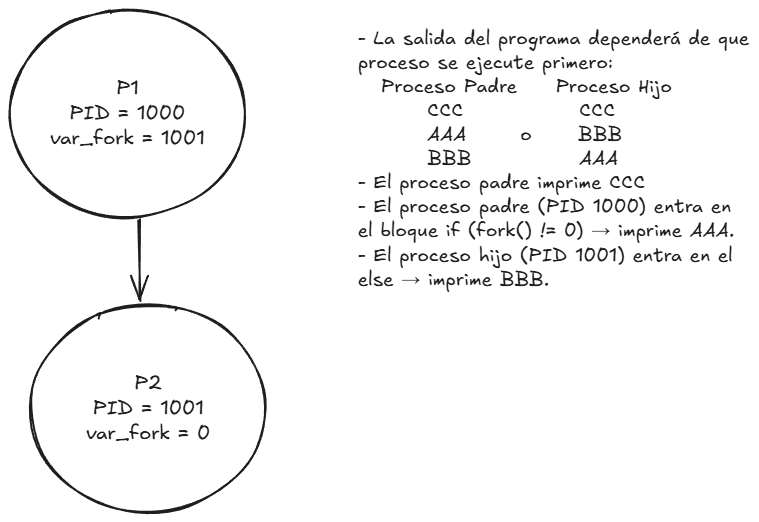 P1
PID = 1000
var_fork = 1001
P2
PID = 1001
var_fork = 0
- La salida del programa dependerá de que
proceso se ejecute primero:
Proceso Padre Proceso Hijo
CCC CCC
AAA o BBB
BBB AAA
- El proceso padre imprime CCC
- El proceso padre (PID 1000) entra en
el bloque if (fork() != 0) → imprime AAA.
- El proceso hijo (PID 1001) entra en el
else → imprime BBB.